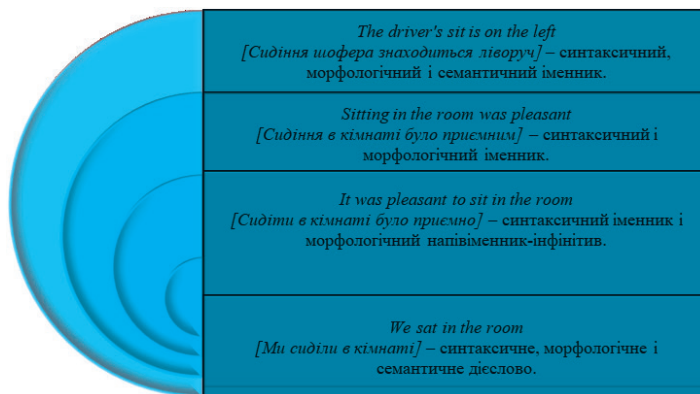 The driver's sit is on the left
[Сидіння шофера знаходиться ліворуч] – синтаксичний,
морфологічний і семантичний іменник.
Sitting in the room was pleasant
[Сидіння в кімнаті було приємним] – синтаксичний і
морфологічний іменник.
It was pleasant to sit in the room
[Сидіти в кімнаті було приємно] – синтаксичний іменник і
морфологічний напівіменник-інфінітив.
We sat in the room
[Ми сиділи в кімнаті] – синтаксичне, морфологічне і
семантичне дієслово.